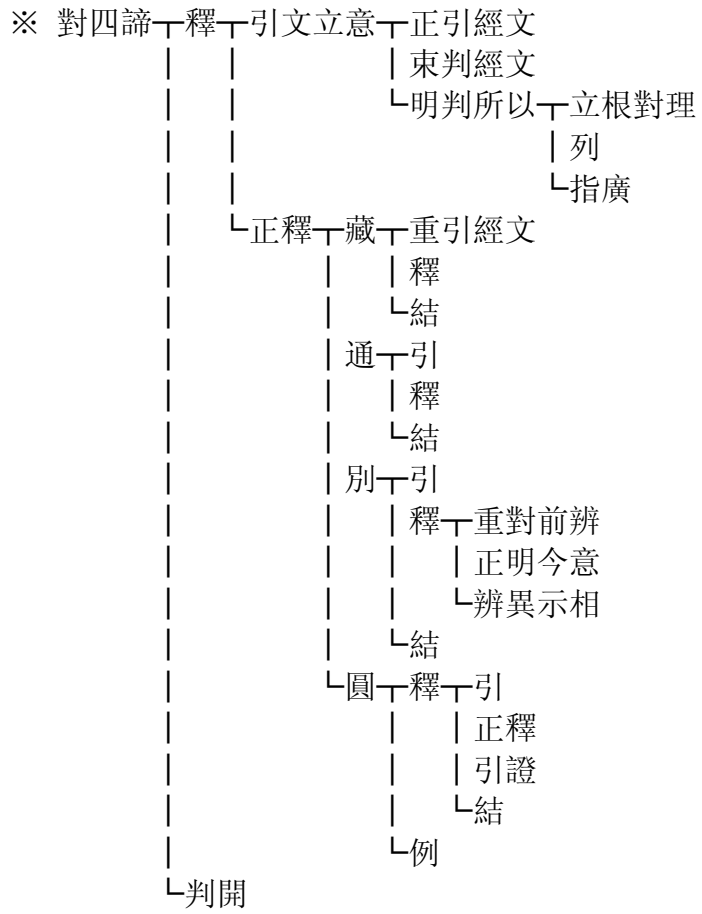 ※ 對四諦┬釋┬引文立意┬正引經文
│ │ │束判經文
│ │ └明判所以┬立根對理
│ │ │列
│ │ └指廣
│ └正釋┬藏┬重引經文
│ │ │釋
│ │ └結
│ │通┬引
│ │ │釋
│ │ └結
│ │別┬引
│ │ │釋┬重對前辨
│ │ │ │正明今意
│ │ │ └辨異示相
│ │ └結
│ └圓┬釋┬引
│ │ │正釋
│ │ │引證
│ │ └結
│ └例
└判開